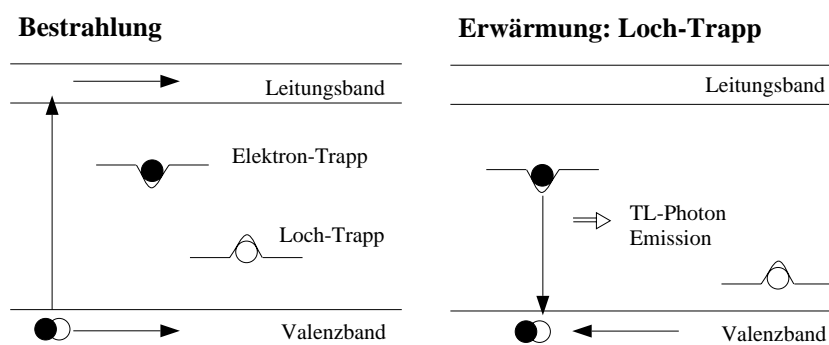 Bestrahlung
Leitungsband
Elektron-Trapp
Loch-Trapp
Valenzband
Erwärmung: Loch-Trapp
Leitungsband
TL-Photon
Emission
Valenzband